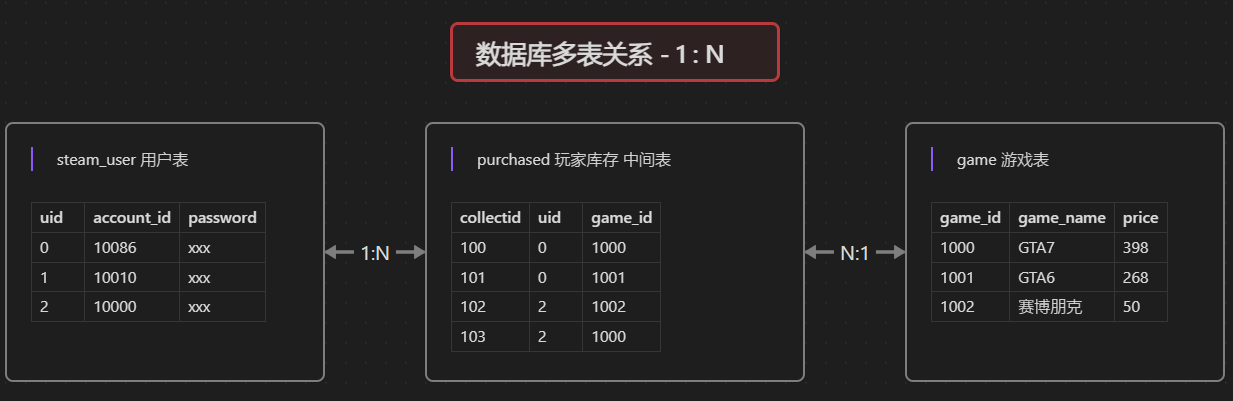 数据库多表关系 - 1 : N
steam_user 用户表
uid account_id password
0 10086 xxx
1 10010 xxx
2 10000 xxx
1:N
purchased 玩家库存 中间表
collectid uid game_id
100 0 1000
101 0 1001
102 2 1002
103 2 1000
N:1
game 游戏表
game_id game_name price
1000 GTA7 398
1001 GTA6 268
1002 赛博朋克 50